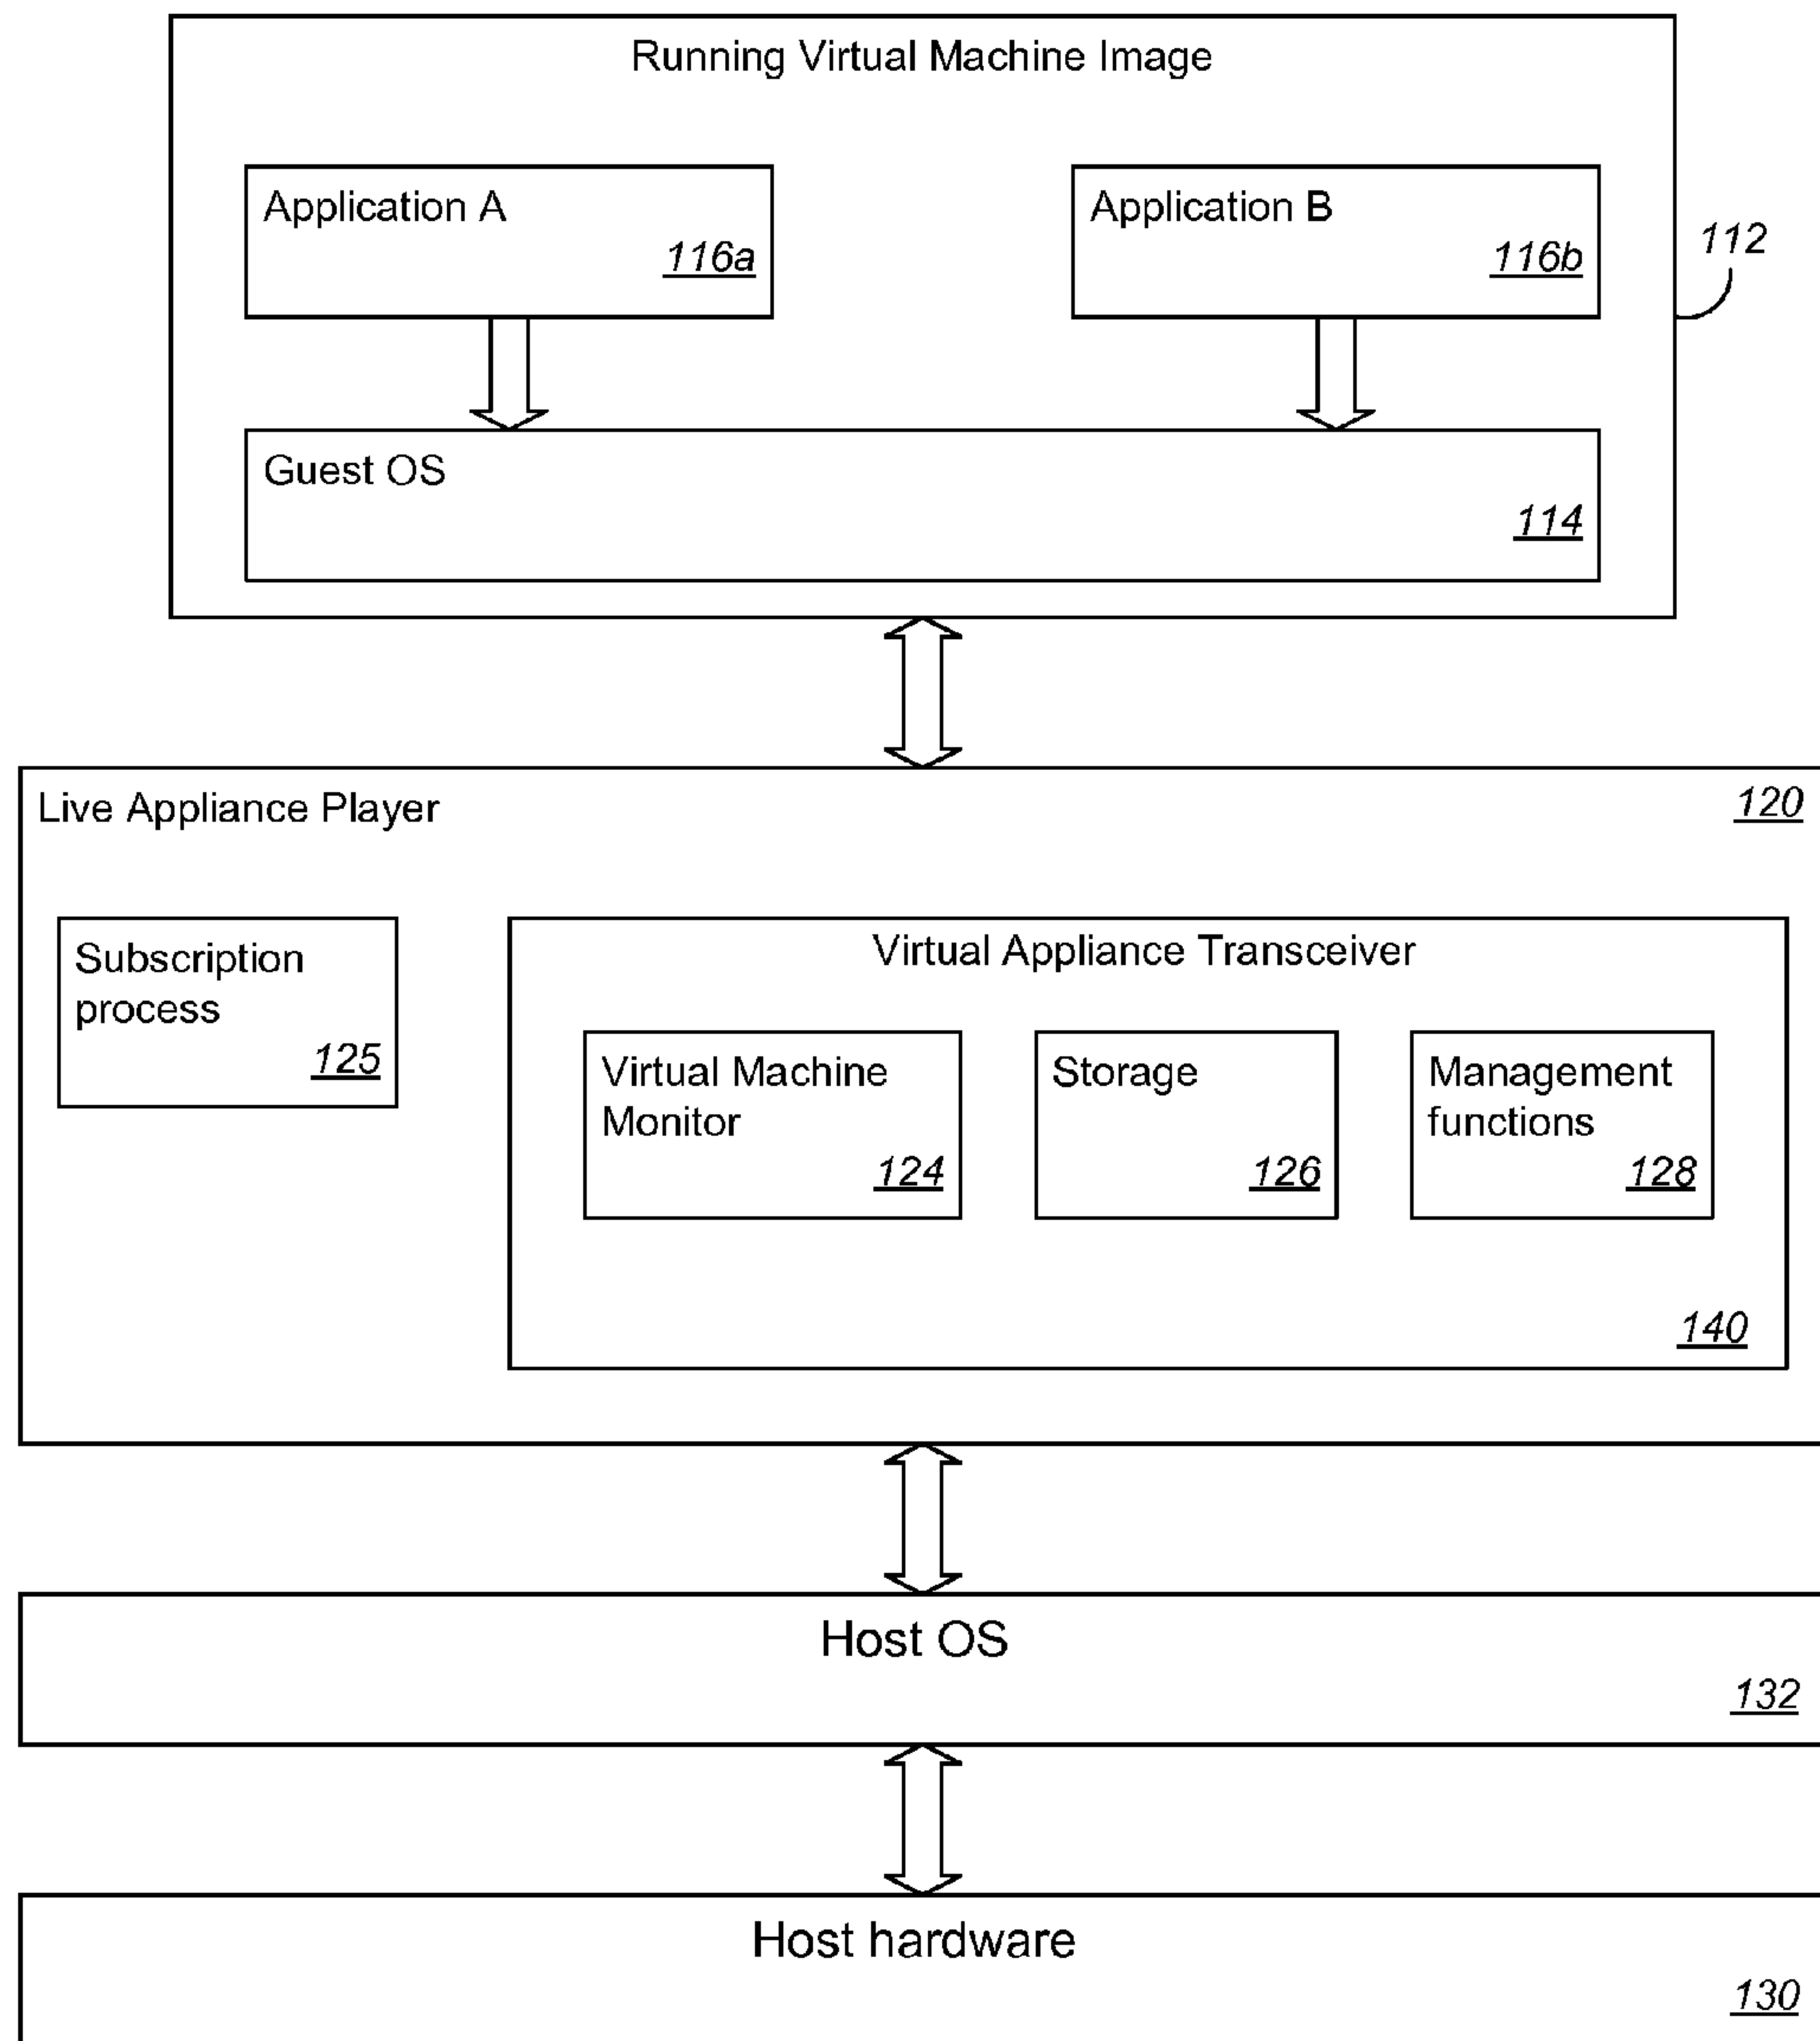 Running Virtual Machine Image
Application A
116a
Application B
116b
112
Guest OS
114
Live Appliance Player
120
Subscription
process
125
Virtual Appliance Transceiver
Virtual Machine
Monitor
124
Storage
126
Management
functions
128
140
Host OS
132
Host hardware
130